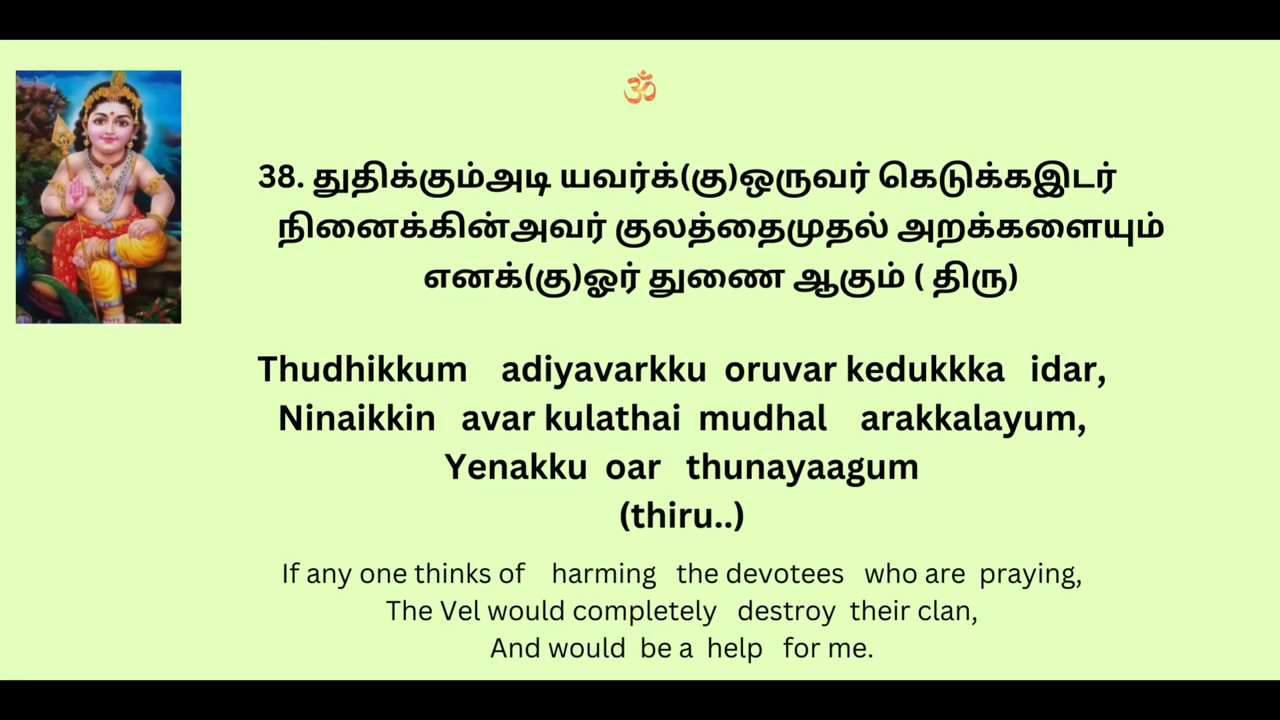 ॐ
38. துதிக்கும்அடி யவர்க்(கு)ஒருவர் கெடுக்கஇடர்
நினைக்கின்அவர் குலத்தைமுதல் அறக்களையும்
எனக்(கு)ஓர் துணை ஆகும் ( திரு)
Thudhikkum adiyavarkku oruvar kedukkka idar,
Ninaikkin avar kulathai mudhal arakkalayum,
Yenakku oar thunayaagum
(thiru..)
If any one thinks of harming the devotees who are praying,
The Vel would completely destroy their clan,
And would be a help for me.